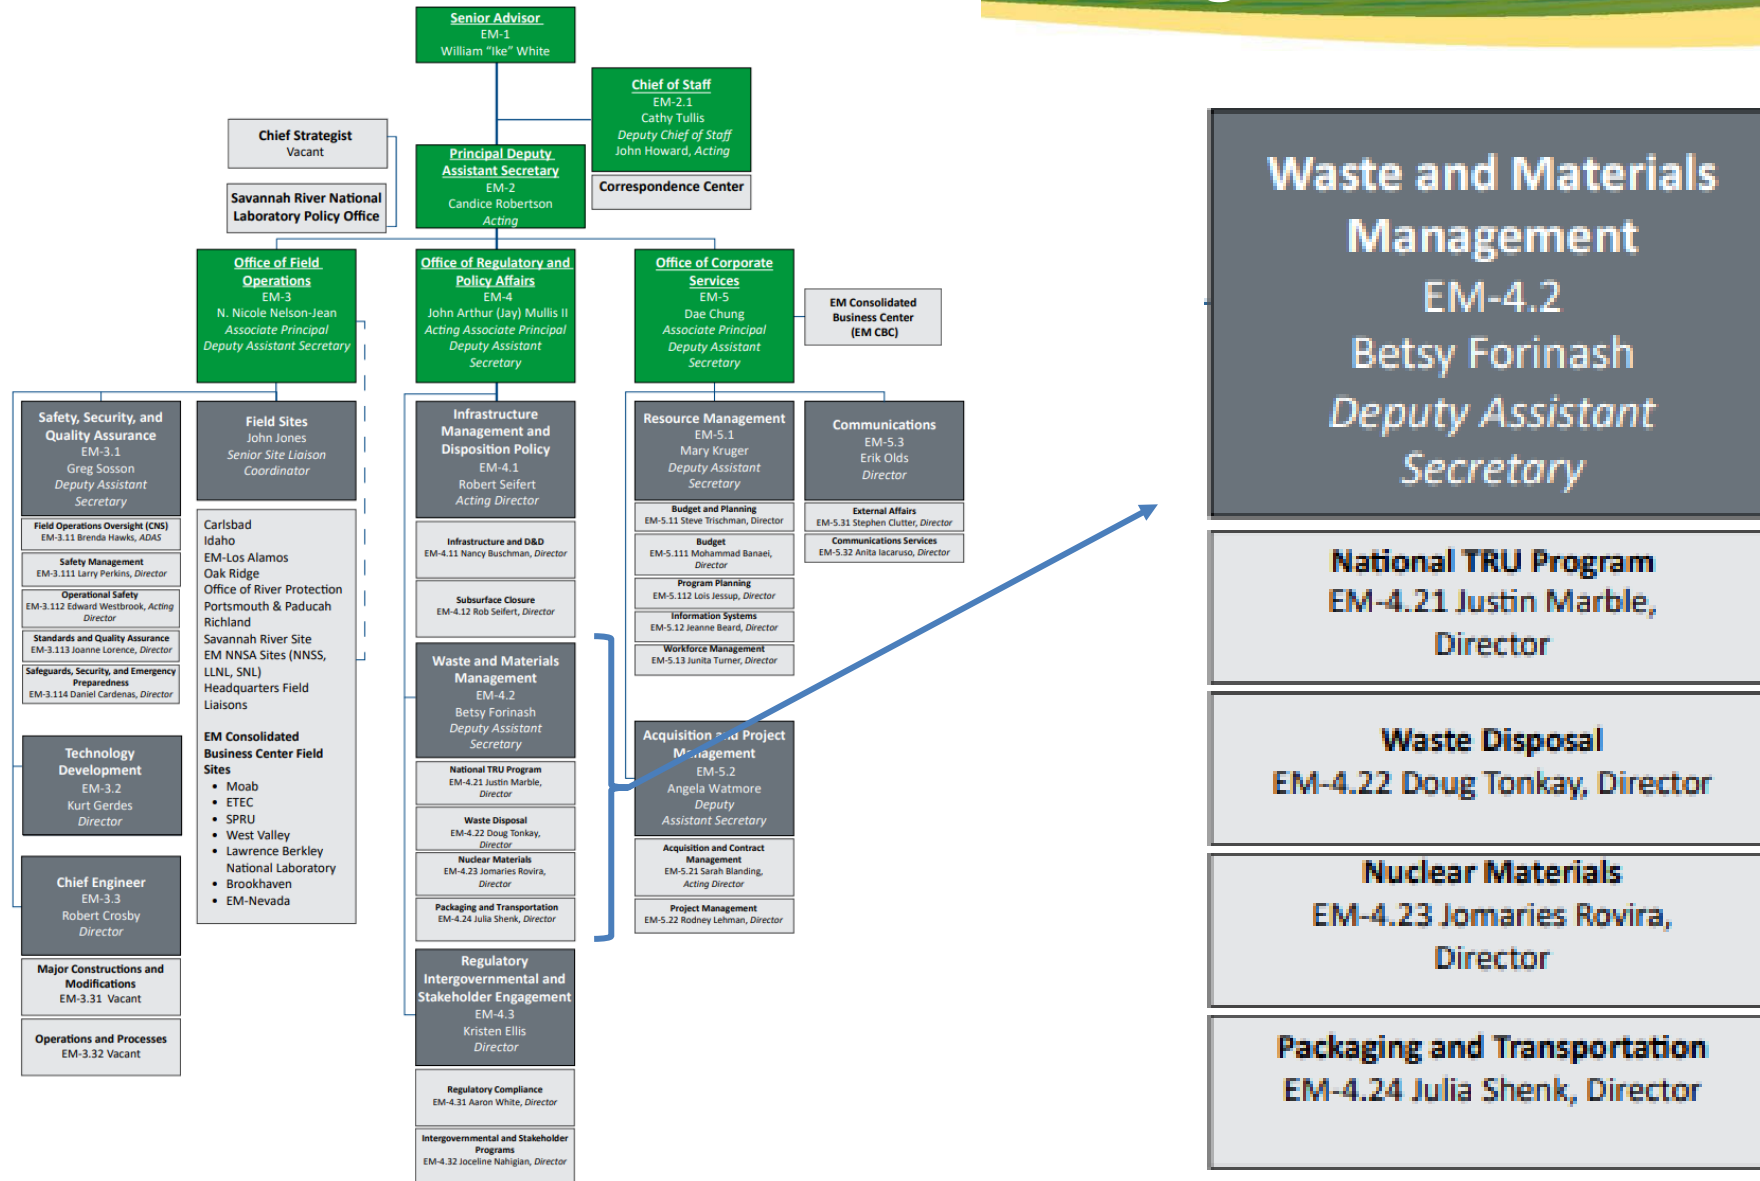 Senior Advisor
EM-1
William "Ike" White
Chief of Staff
EM-2.1
Cathy Tullis
Deputy Chief of Staff
John Howard, Acting
Correspondence Center
Chief Strategist
Vacant
Savannah River National
Laboratory Policy Office
Principal Deputy
Assistant Secretary
EM-2
Candice Robertson
Acting
Office of Field
Operations
EM-3
N. Nicole Nelson-Jean
Associate Principal
Deputy Assistant Secretary
Office of Regulatory and
Policy Affairs
EM-4
John Arthur (Jay) Mullis II
Acting Associate Principal
Deputy Assistant
Secretary
Office of Corporate
Services
EM-5
Dae Chung
Associate Principal
Deputy Assistant
Secretary
EM Consolidated
Business Center
(EM CBC)
Safety, Security, and
Quality Assurance
EM-3.1
Greg Sosson
Deputy Assistant
Secretary
Field Operations Oversight (CNS)
EM-3.11 Brenda Hawks, ADAS
Safety Management
EM-3.111 Larry Perkins, Director
Operational Safety
EM-3.112 Edward Westbrook, Acting
Director
Standards and Quality Assurance
EM-3.113 Joanne Lorence, Director
Safeguards, Security, and Emergency
Preparedness
EM-3.114 Daniel Cardenas, Director
Technology
Development
EM-3.2
Kurt Gerdes
Director
Chief Engineer
EM-3.3
Robert Crosby
Director
Major Constructions and
Modifications
EM-3.31 Vacant
Operations and Processes
EM-3.32 Vacant
Field Sites
John Jones
Senior Site Liaison
Coordinator
Carlsbad
Idaho
EM-Los Alamos
Oak Ridge
Office of River Protection
Portsmouth & Paducah
Richland
Savannah River Site
EM NNSA Sites (NNSS,
LLNL, SNL)
Headquarters Field
Liaisons
EM Consolidated
Business Center Field
Sites
• Moab
• ETEC
• SPRU
• West Valley
• Lawrence Berkley
National Laboratory
• Brookhaven
• EM-Nevada
Infrastructure
Management and
Disposition Policy
EM-4.1
Robert Seifert
Acting Director
Infrastructure and D&D
EM-4.11 Nancy Buschman, Director
Subsurface Closure
EM-4.12 Rob Seifert, Director
Waste and Materials
Management
EM-4.2
Betsy Forinash
Deputy Assistant
Secretary
National TRU Program
EM-4.21 Justin Marble,
Director
Waste Disposal
EM-4.22 Doug Tonkay,
Director
Nuclear Materials
EM-4.23 Jomaries Rovira,
Director
Packaging and Transportation
EM-4.24 Julia Shenk, Director
Regulatory
Intergovernmental and
Stakeholder Engagement
EM-4.3
Kristen Ellis
Director
Regulatory Compliance
EM-4.31 Aaron White, Director
Intergovernmental and Stakeholder
Programs
EM-4.32 Joceline Nahigian, Director
Resource Management
EM-5.1
Mary Kruger
Deputy Assistant
Secretary
Budget and Planning
EM-5.11 Steve Trischman, Director
Budget
EM-5.111 Mohammad Banaei,
Director
Program Planning
EM-5.112 Lois Jessup, Director
Information Systems
EM-5.12 Jeanne Beard, Director
Workforce Management
EM-5.13 Junita Turner, Director
Acquisition and Project
Management
EM-5.2
Angela Watmore
Deputy
Assistant Secretary
Acquisition and Contract
Management
EM-5.21 Sarah Blanding,
Acting Director
Project Management
EM-5.22 Rodney Lehman, Director
Communications
EM-5.3
Erik Olds
Director
External Affairs
EM-5.31 Stephen Clutter, Director
Communications Services
EM-5.32 Anita Iacaruso, Director
Waste and Materials
Management
EM-4.2
Betsy Forinash
Deputy Assistant
Secretary
National TRU Program
EM-4.21 Justin Marble,
Director
Waste Disposal
EM-4.22 Doug Tonkay, Director
Nuclear Materials
EM-4.23 Jomaries Rovira,
Director
Packaging and Transportation
EM-4.24 Julia Shenk, Director